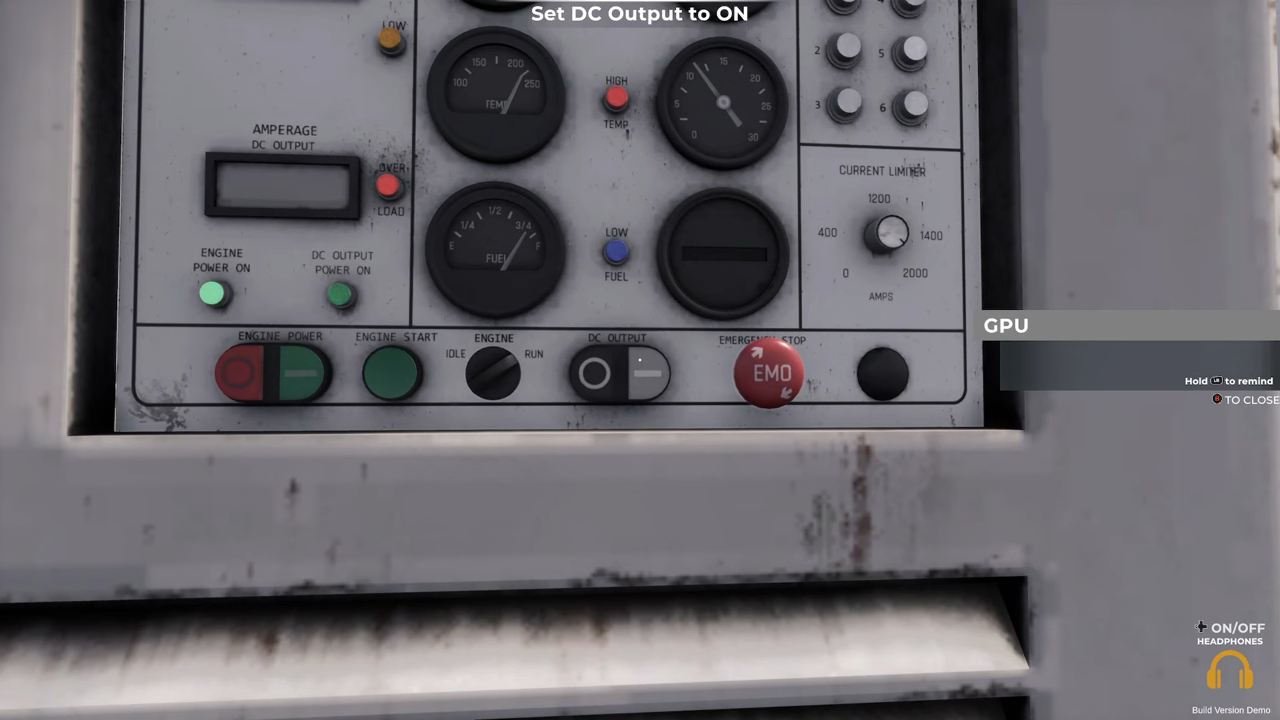 Set DC Output to ON
LOW
150 200
100 250
TEMP
HIGH
TEMP
15
10 20
5 25
0 30
2 5
3 6
AMPERAGE
DC OUTPUT
OVER
LOAD
1/2
1/4 3/4
E F
FUEL
LOW
FUEL
CURRENT LIMITER
1200
400 1400
0 2000
AMPS
ENGINE
POWER ON
DC OUTPUT
POWER ON
GPU
ENGINE POWER
ENGINE START
ENGINE
IDLE RUN
DC OUTPUT
EMERGENCY STOP
EMO
Hold LB to remind
B TO CLOSE
ON/OFF
HEADPHONES
Build Version Demo